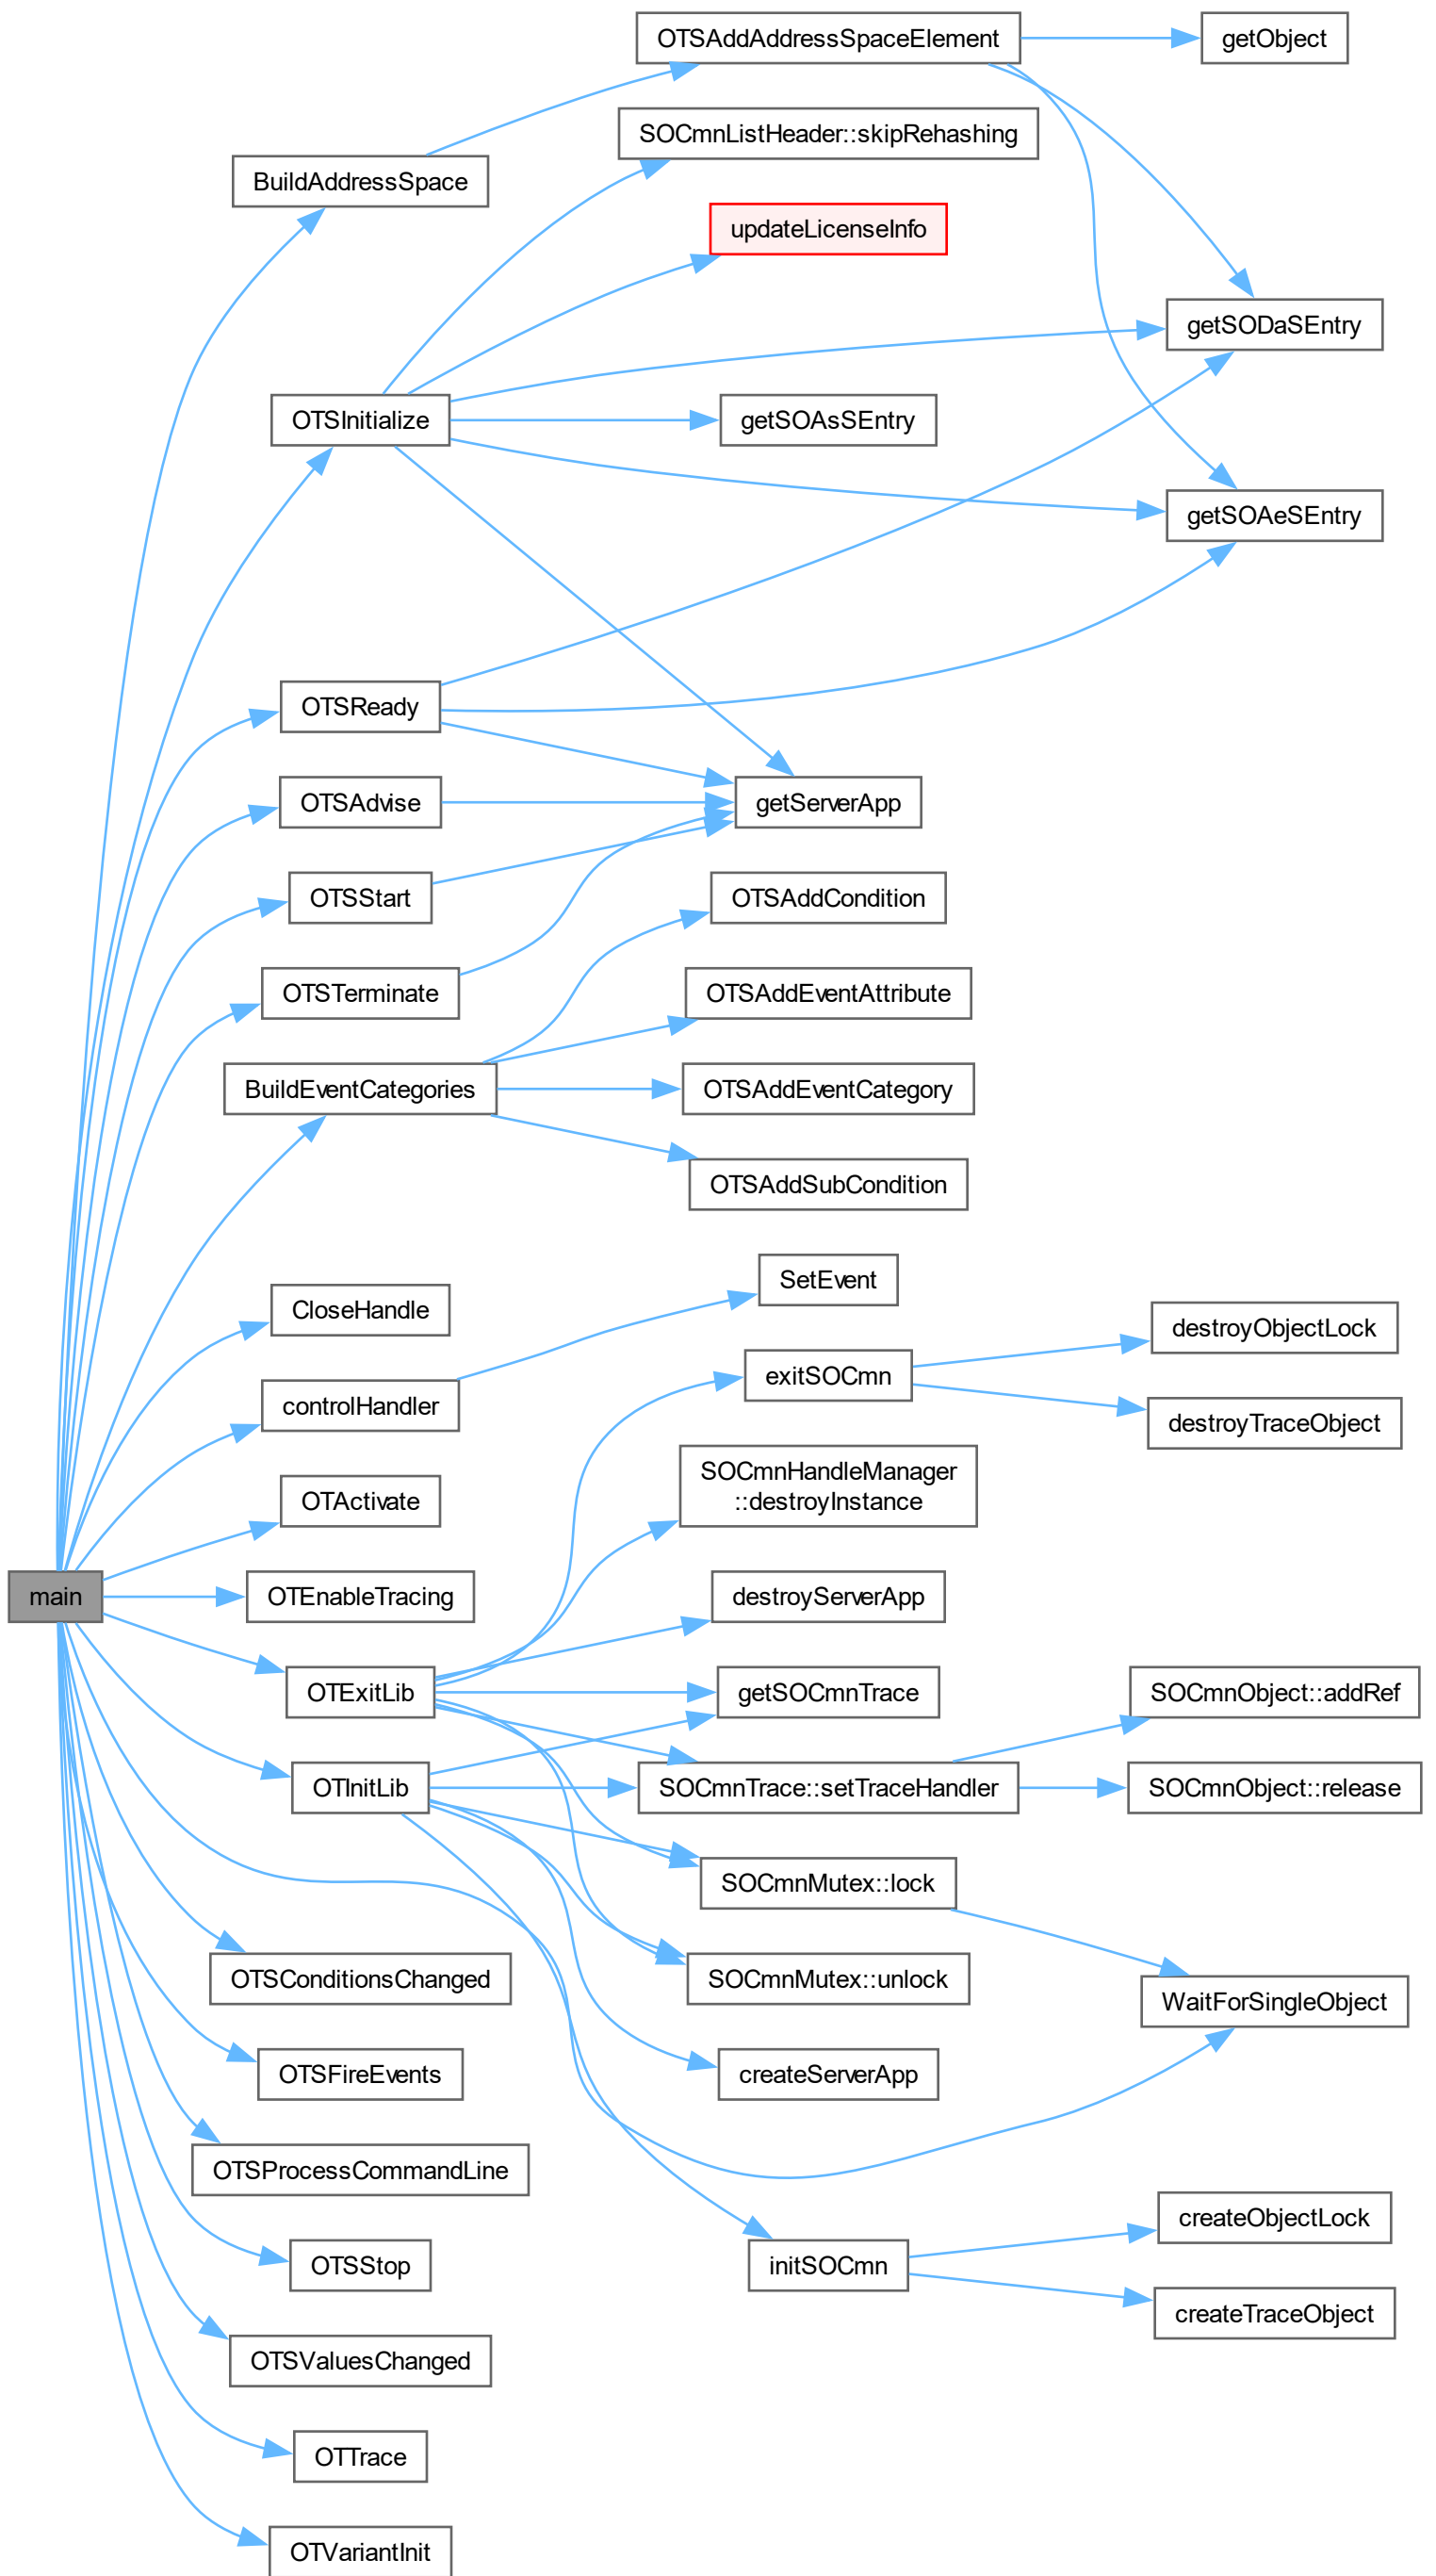 OTSAddAddressSpaceElement
getObject
SOCmnListHeader::skipRehashing
BuildAddressSpace
updateLicenseInfo
getSODaSEntry
OTSInitialize
getSOAsSEntry
getSOAeSEntry
OTSReady
OTSAdvise
getServerApp
OTSStart
OTSAddCondition
OTSTerminate
OTSAddEventAttribute
BuildEventCategories
OTSAddEventCategory
OTSAddSubCondition
SetEvent
CloseHandle
destroyObjectLock
exitSOCmn
controlHandler
destroyTraceObject
SOCmnHandleManager
::destroyInstance
OTActivate
main
OTEnableTracing
destroyServerApp
OTExitLib
getSOCmnTrace
SOCmnObject::addRef
OTInitLib
SOCmnTrace::setTraceHandler
SOCmnObject::release
SOCmnMutex::lock
OTSConditionsChanged
SOCmnMutex::unlock
WaitForSingleObject
OTSFireEvents
createServerApp
OTSProcessCommandLine
createObjectLock
OTSStop
initSOCmn
createTraceObject
OTSValuesChanged
OTTrace
OTVariantInit